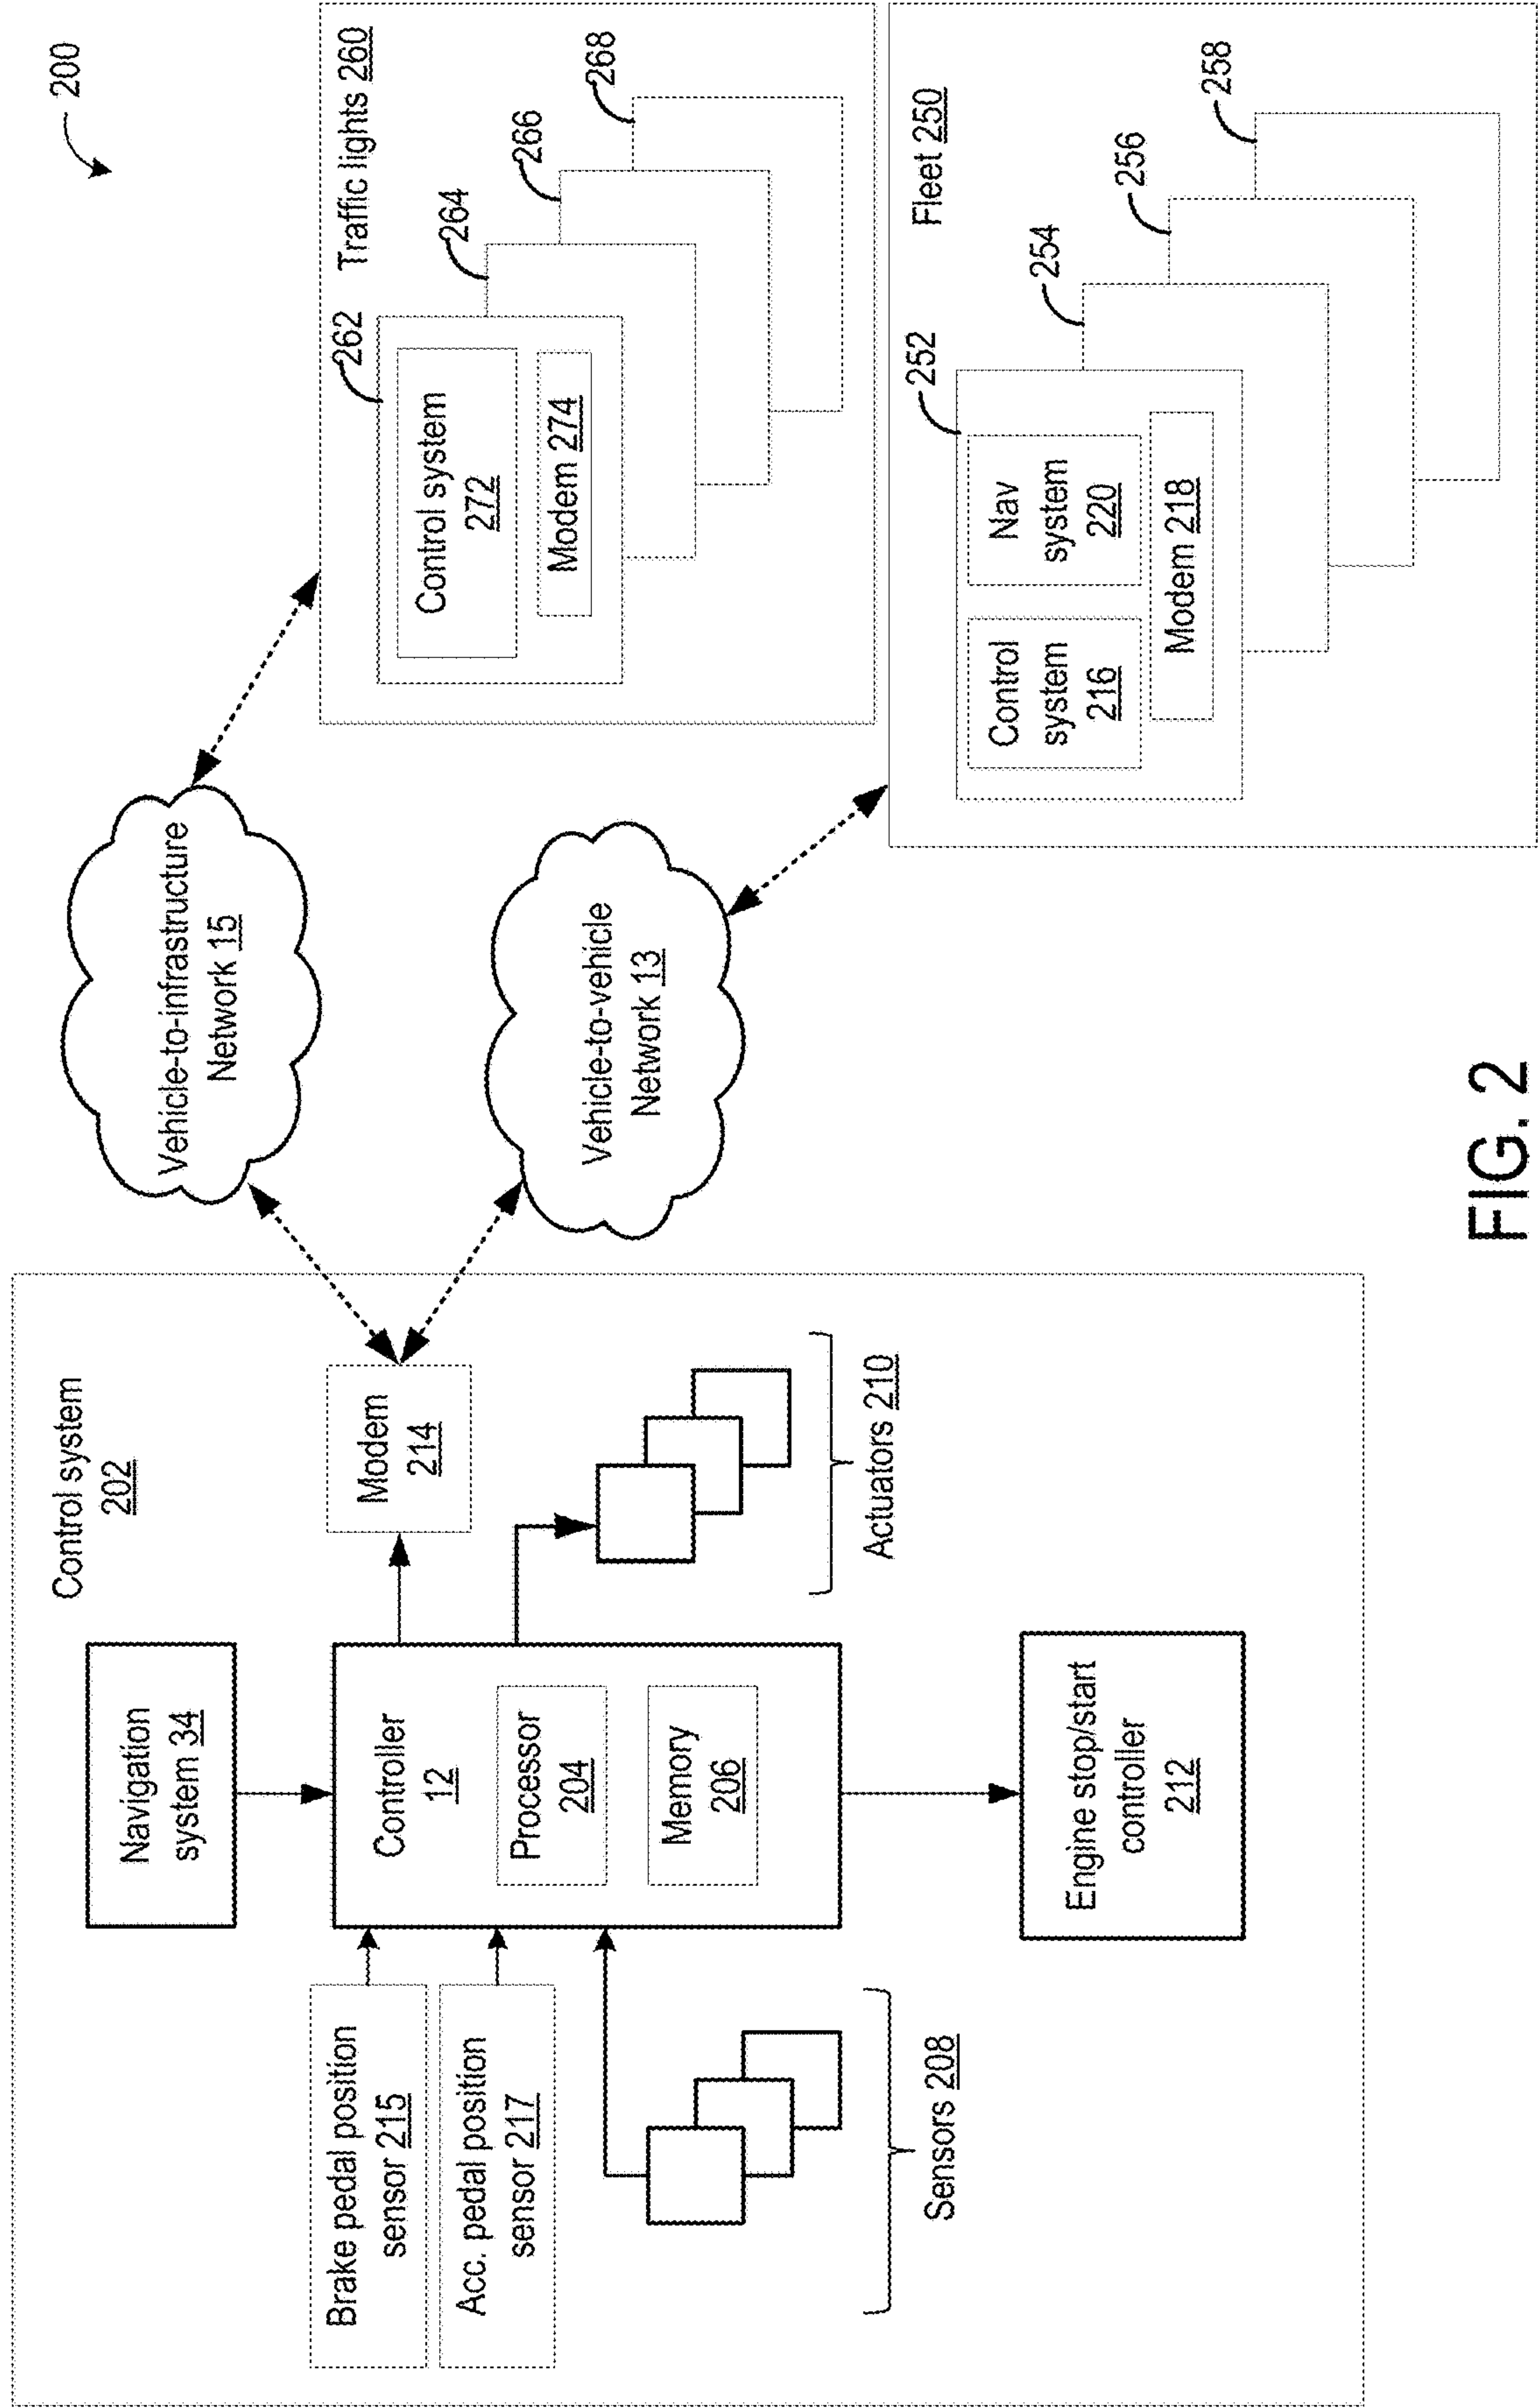 200
Control system
202
Navigation
system 34
Brake pedal position
sensor 215
Acc. pedal position
sensor 217
Controller
12
Processor
204
Memory
206
Modem
214
Sensors 208
Actuators 210
Engine stop/start
controller
212
Vehicle-to-infrastructure
Network 15
Vehicle-to-vehicle
Network 13
Traffic lights 260
262
264
266
268
Control system
272
Modem 274
Fleet 250
252
254
256
258
Control
system
216
Nav
system
220
Modem 218
FIG. 2